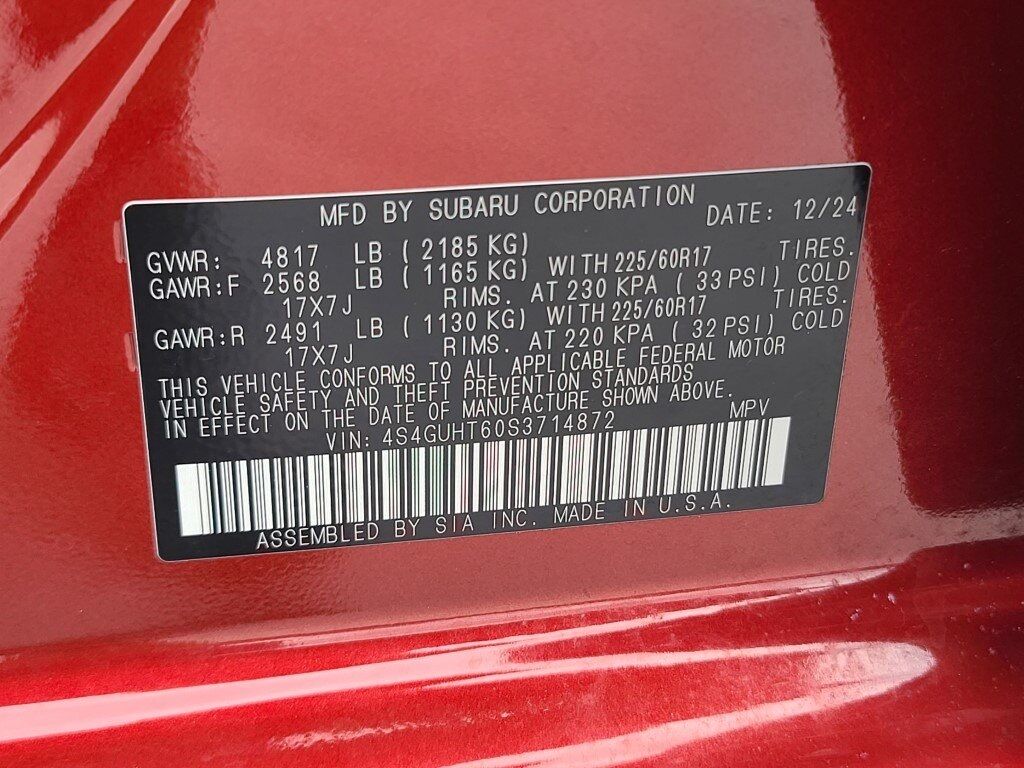 MFD BY SUBARU CORPORATION DATE: 12/24
GVWR: 4817 LB ( 2185 KG)
GAWR:F 2568 LB ( 1165 KG) WITH 225/60R17 TIRES.
17X7J RIMS. AT 230 KPA ( 33 PSI) COLD
GAWR:R 2491 LB ( 1130 KG) WITH 225/60R17 TIRES.
17X7J RIMS. AT 220 KPA ( 32 PSI) COLD
THIS VEHICLE CONFORMS TO ALL APPLICABLE FEDERAL MOTOR
VEHICLE SAFETY AND THEFT PREVENTION STANDARDS
IN EFFECT ON THE DATE OF MANUFACTURE SHOWN ABOVE.
VIN: 4S4GUHT60S3714872 MPV
ASSEMBLED BY SIA INC. MADE IN U.S.A.